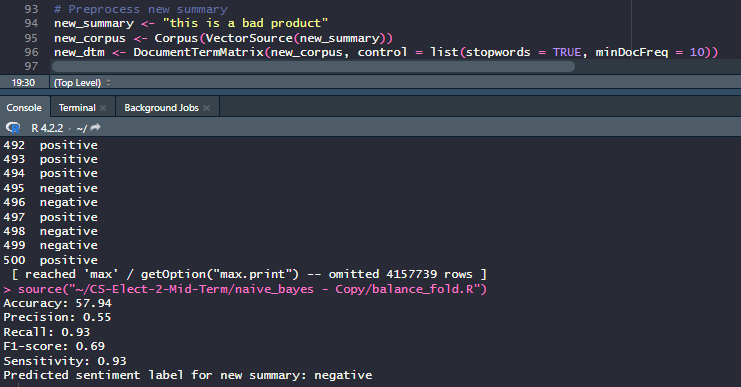 93 # Preprocess new summary
94 new_summary <- "this is a bad product"
95 new_corpus <- Corpus(VectorSource(new_summary))
96 new_dtm <- DocumentTermMatrix(new_corpus, control = list(stopwords = TRUE, minDocFreq = 10))
97
19:30 (Top Level)
Console Terminal Background Jobs
R 4.2.2 · ~/
492 positive
493 positive
494 positive
495 negative
496 negative
497 positive
498 negative
499 negative
500 positive
[ reached 'max' / getOption("max.print") -- omitted 4157739 rows ]
> source("~/CS-Elect-2-Mid-Term/naive_bayes - Copy/balance_fold.R")
Accuracy: 57.94
Precision: 0.55
Recall: 0.93
F1-score: 0.69
Sensitivity: 0.93
Predicted sentiment label for new summary: negative